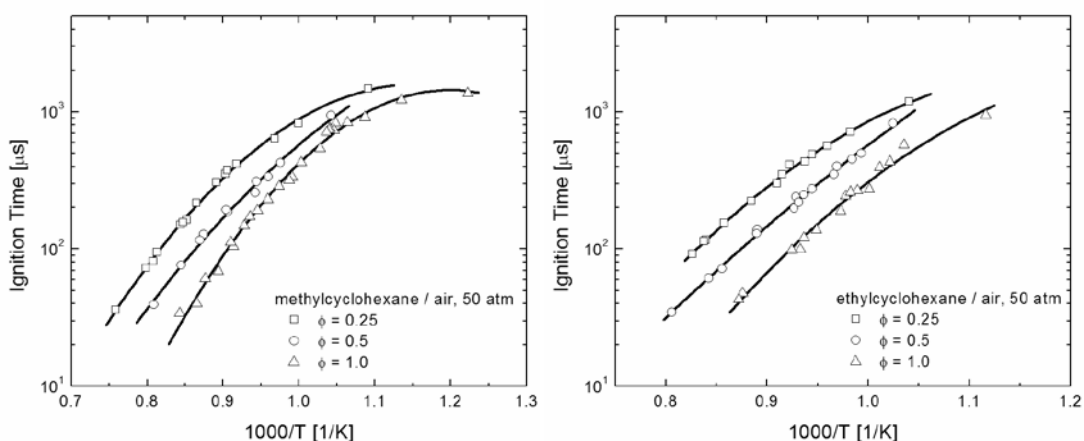 Ignition Time [μs]
10³
10²
10¹
0.7 0.8 0.9 1.0 1.1 1.2 1.3
1000/T [1/K]
methylcyclohexane / air, 50 atm
ϕ = 0.25
ϕ = 0.5
ϕ = 1.0
Ignition Time [μs]
10³
10²
10¹
0.8 0.9 1.0 1.1 1.2
1000/T [1/K]
ethylcyclohexane / air, 50 atm
ϕ = 0.25
ϕ = 0.5
ϕ = 1.0